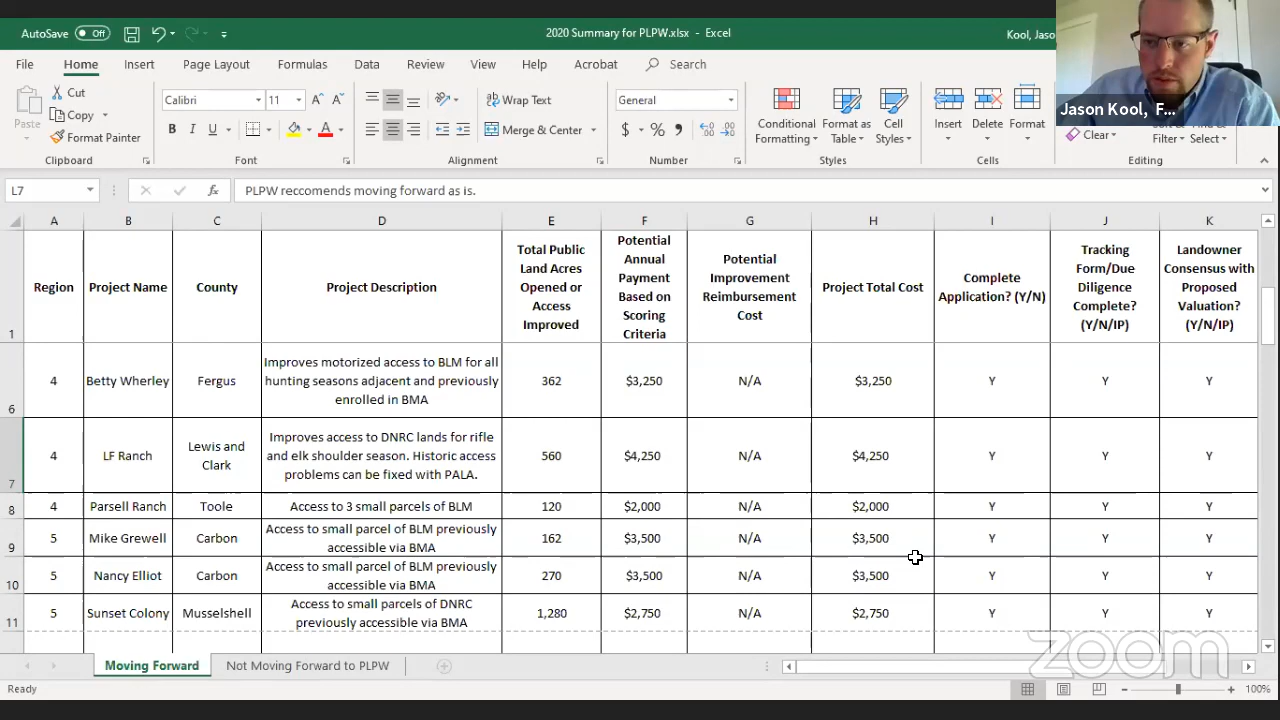 AutoSave Off
2020 Summary for PLPW.xlsx - Excel
Kool, Jaso
File Home Insert Page Layout Formulas Data Review View Help Acrobat Search
Paste
Cut
Copy
Format Painter
Clipboard
Calibri 11
B I U
Font
Wrap Text
Merge & Center
Alignment
General
$ % ,
Number
Conditional Formatting
Format as Table
Cell Styles
Styles
Insert Delete Format
Cells
Clear
Filter Select
Editing
Jason Kool, F...
L7
fx
PLPW reccomends moving forward as is.
A B C D E F G H I J K
1
Region
Project Name
County
Project Description
Total Public
Land Acres
Opened or
Access
Improved
Potential
Annual
Payment
Based on
Scoring
Criteria
Potential
Improvement
Reimbursement
Cost
Project Total Cost
Complete
Application? (Y/N)
Tracking
Form/Due
Diligence
Complete?
(Y/N/IP)
Landowner
Consensus with
Proposed
Valuation?
(Y/N/IP)
6
4
Betty Wherley
Fergus
Improves motorized access to BLM for all
hunting seasons adjacent and previously
enrolled in BMA
362 $3,250 N/A $3,250 Y Y Y
7
4
LF Ranch
Lewis and
Clark
Improves access to DNRC lands for rifle
and elk shoulder season. Historic access
problems can be fixed with PALA.
560 $4,250 N/A $4,250 Y Y Y
8
4
Parsell Ranch
Toole
Access to 3 small parcels of BLM
120 $2,000 N/A $2,000 Y Y Y
9
5
Mike Grewell
Carbon
Access to small parcel of BLM previously
accessible via BMA
162 $3,500 N/A $3,500 Y Y Y
10
5
Nancy Elliot
Carbon
Access to small parcel of BLM previously
accessible via BMA
270 $3,500 N/A $3,500 Y Y Y
11
5
Sunset Colony
Musselshell
Access to small parcels of DNRC
previously accessible via BMA
1,280 $2,750 N/A $2,750 Y Y Y
zoom
Moving Forward
Not Moving Forward to PLPW
Ready
100%